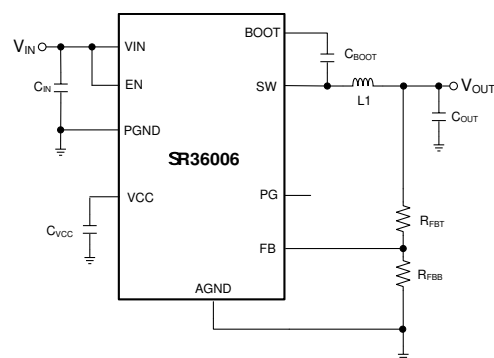 BOOT
VIN VIN
CBOOT
CIN EN SW VOUT
L1 COUT
PGND
SR36006
VCC PG
CVCC RFBT
FB
RFBB
AGND